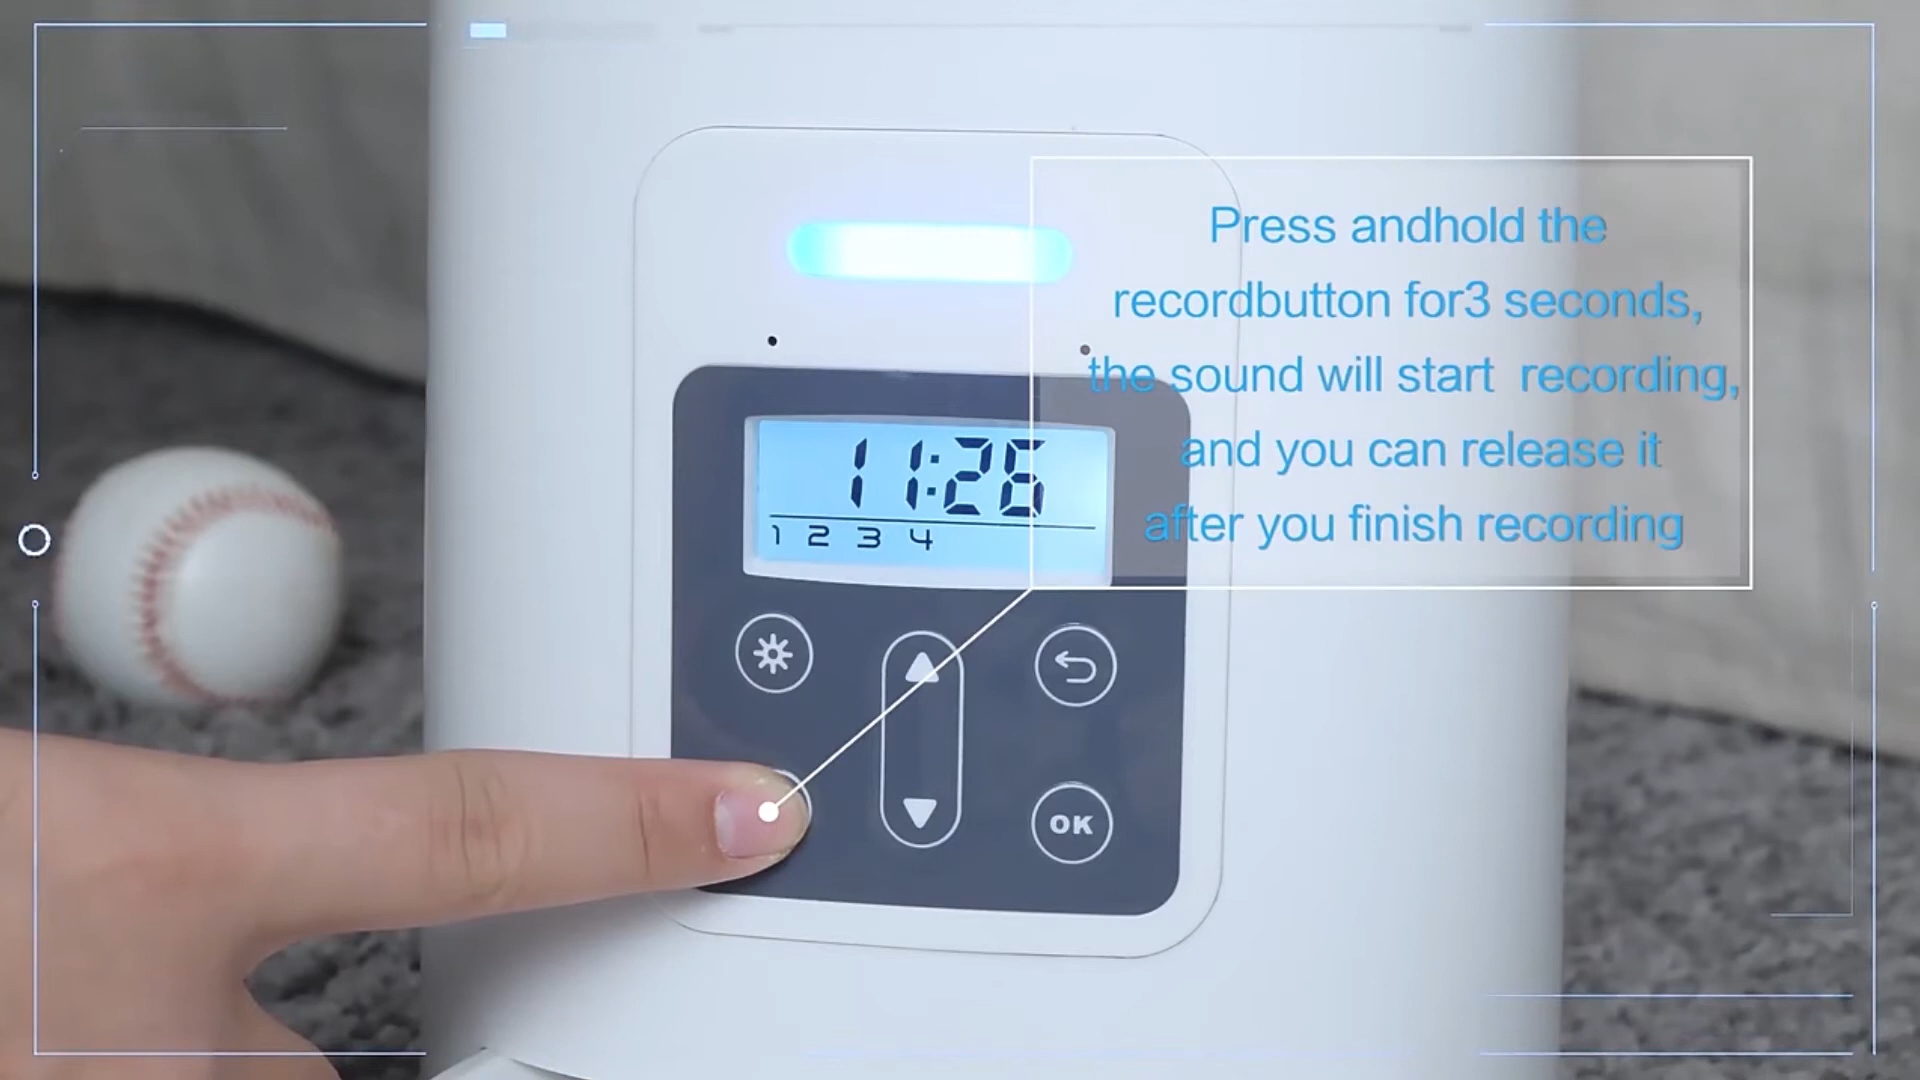 Press andhold the
recordbutton for3 seconds,
the sound will start recording,
and you can release it
after you finish recording
11:26
1 2 3 4
OK